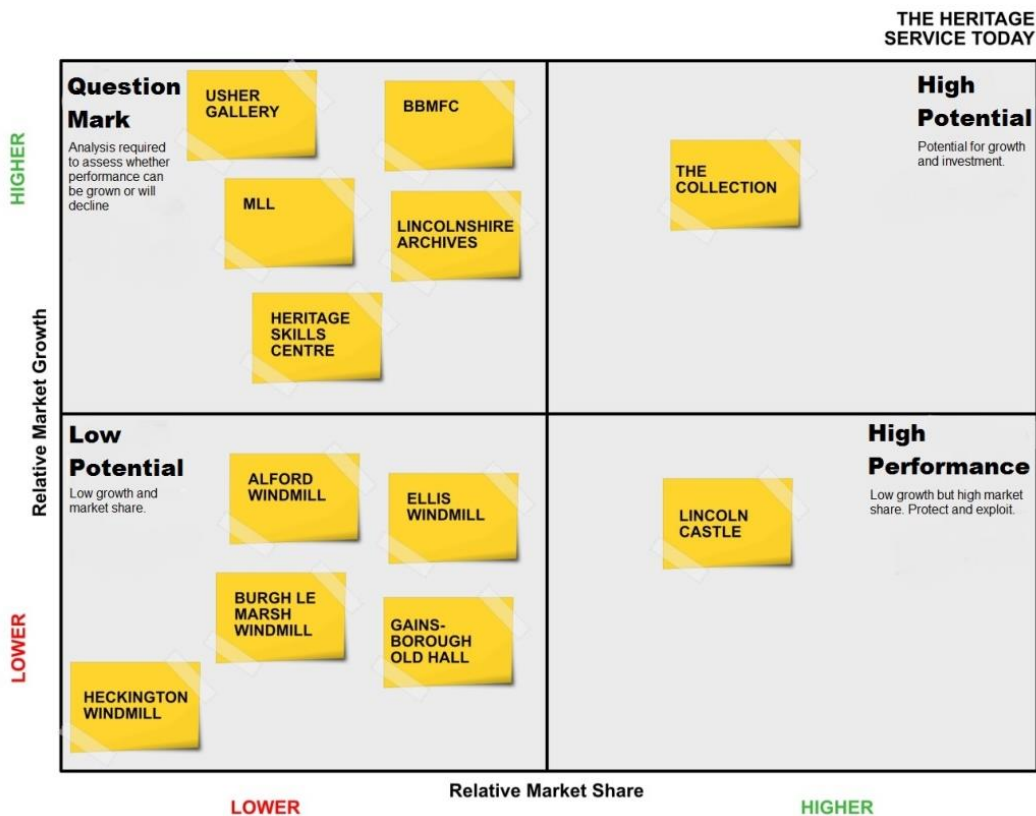 THE HERITAGE
SERVICE TODAY
Question
Mark
Analysis required
to assess whether
performance can
be grown or will
decline
USHER
GALLERY
BBMFC
MLL
LINCOLNSHIRE
ARCHIVES
HERITAGE
SKILLS
CENTRE
High
Potential
Potential for growth
and investment.
THE
COLLECTION
HIGHER
Relative Market Growth
LOWER
Low
Potential
Low growth and
market share.
ALFORD
WINDMILL
ELLIS
WINDMILL
BURGH LE
MARSH
WINDMILL
GAINS-
BOROUGH
OLD HALL
HECKINGTON
WINDMILL
High
Performance
Low growth but high market
share. Protect and exploit.
LINCOLN
CASTLE
Relative Market Share
LOWER
HIGHER